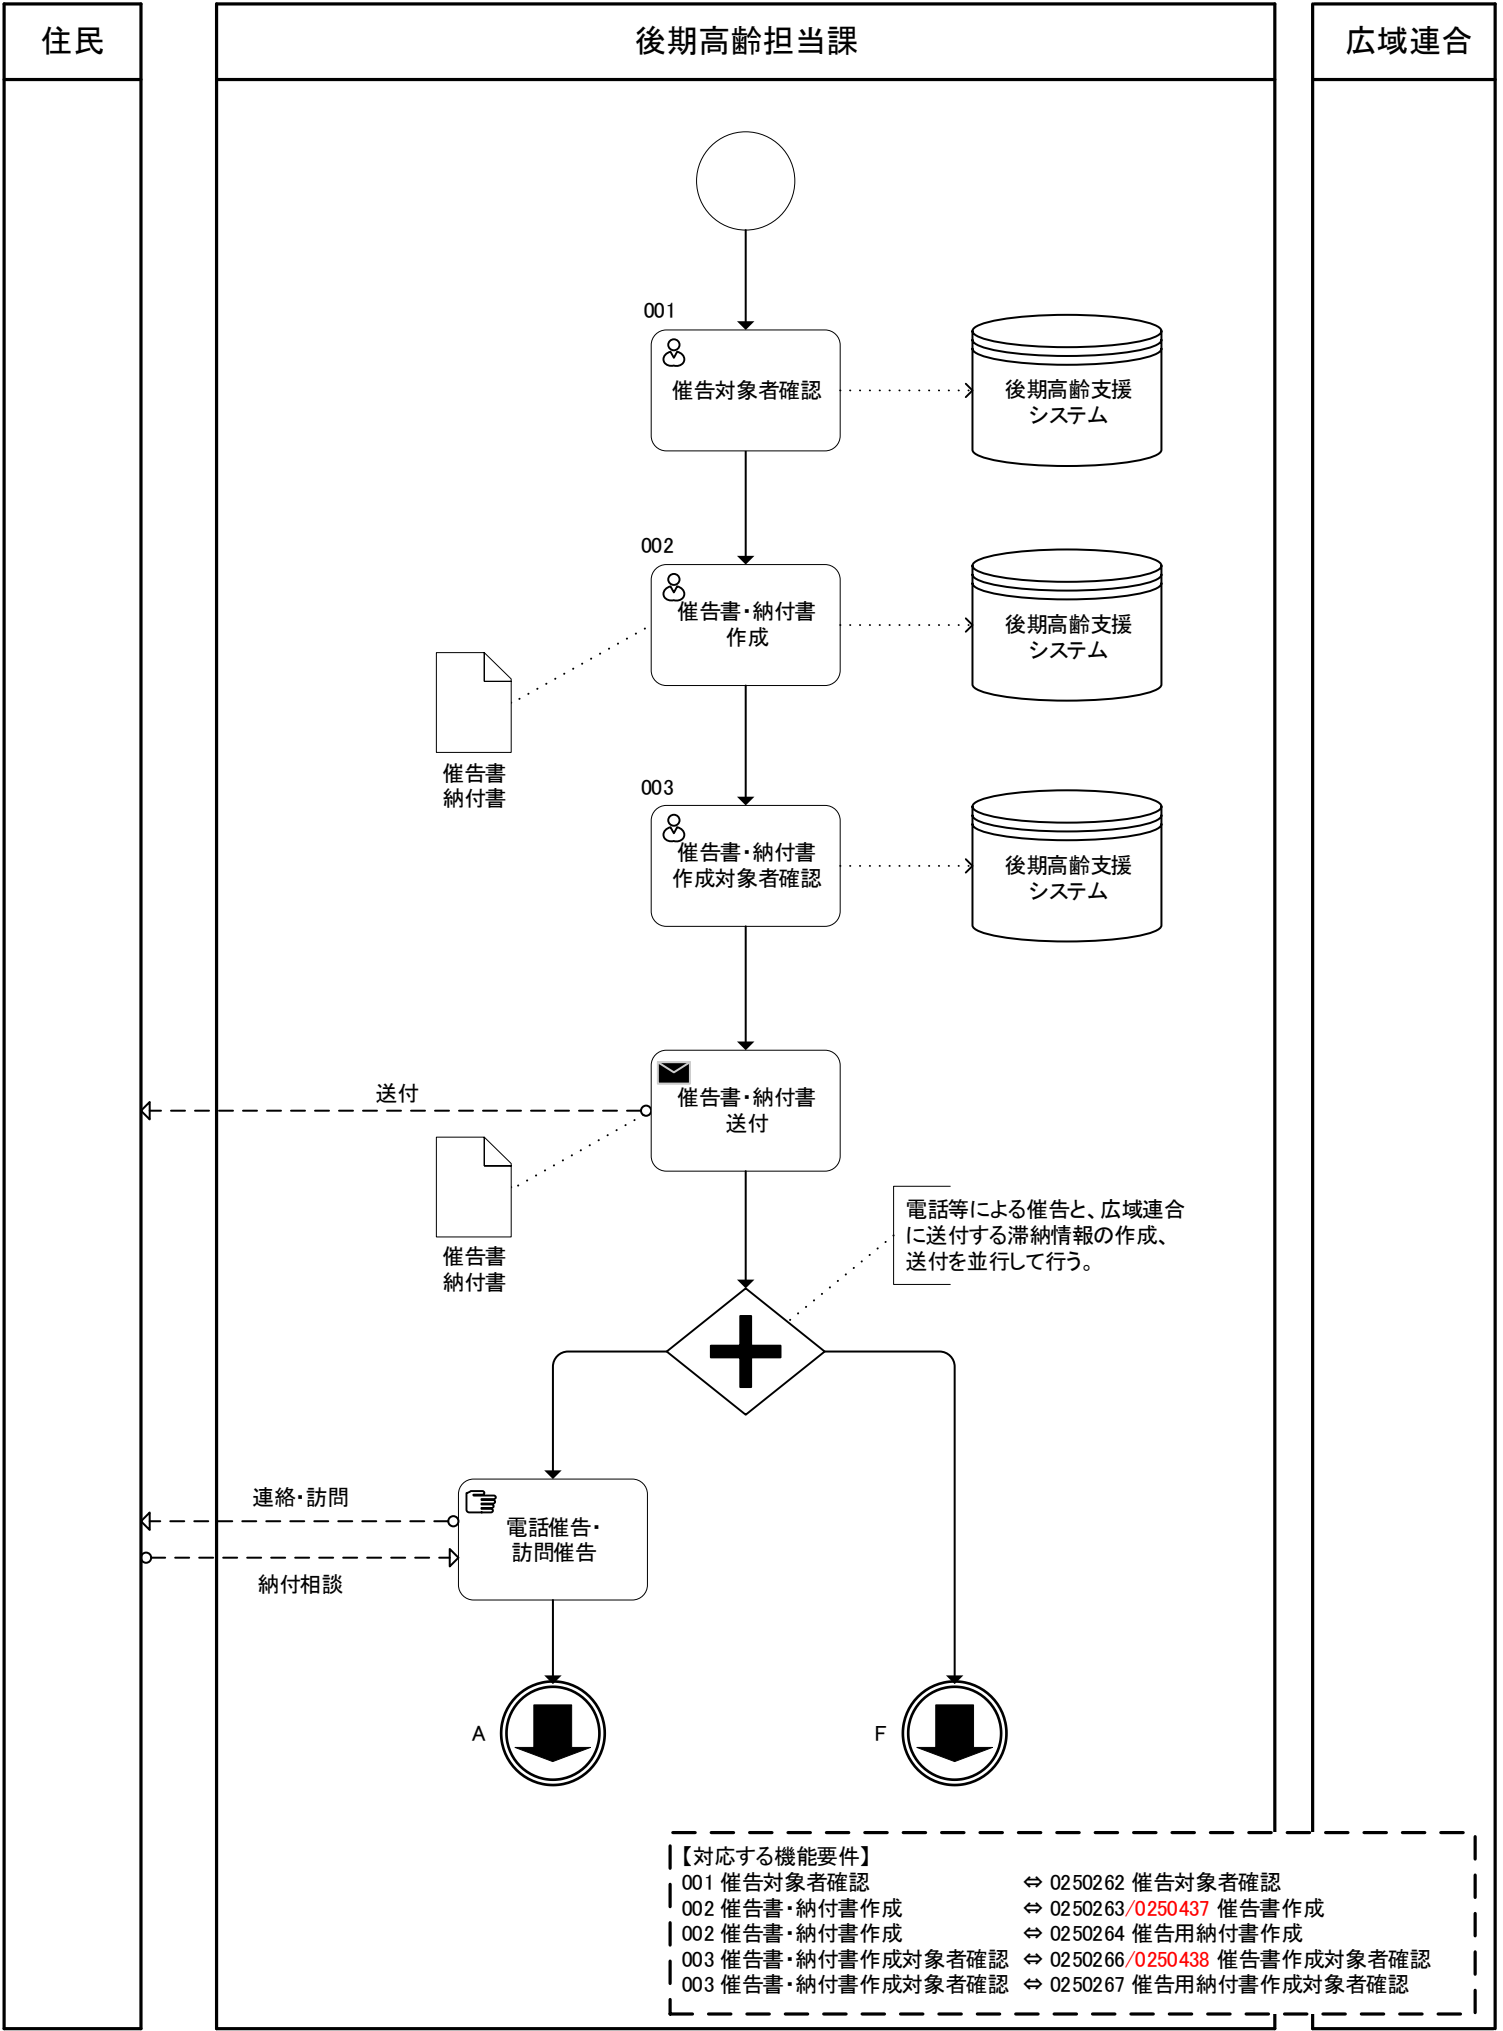 住民
後期高齢担当課
広域連合
001
催告対象者確認
後期高齢支援
システム
002
催告書・納付書
作成
後期高齢支援
システム
催告書
納付書
003
催告書・納付書
作成対象者確認
後期高齢支援
システム
送付
催告書・納付書
送付
催告書
納付書
電話等による催告と、広域連合
に送付する滞納情報の作成、
送付を並行して行う。
連絡・訪問
電話催告・
訪問催告
納付相談
A
F
【対応する機能要件】
001 催告対象者確認 ⇔ 0250262 催告対象者確認
002 催告書・納付書作成 ⇔ 0250263/0250437 催告書作成
002 催告書・納付書作成 ⇔ 0250264 催告用納付書作成
003 催告書・納付書作成対象者確認 ⇔ 0250266/0250438 催告書作成対象者確認
003 催告書・納付書作成対象者確認 ⇔ 0250267 催告用納付書作成対象者確認